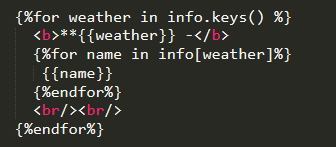 {%for weather in info.keys() %}
<b>**{{weather}} -</b>
{%for name in info[weather]%}
{{name}}
{%endfor%}
<br/><br/>
{%endfor%}